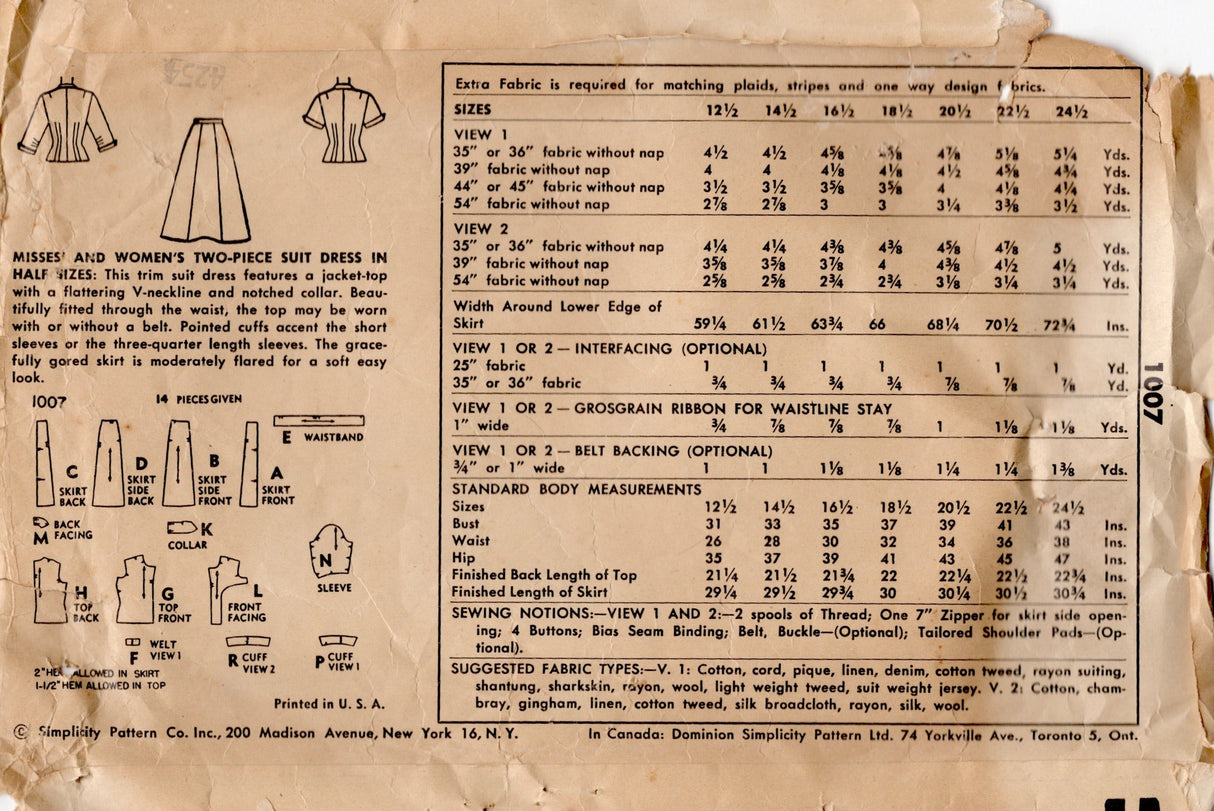 4254
MISSES' AND WOMEN'S TWO-PIECE SUIT DRESS IN
HALF SIZES: This trim suit dress features a jacket-top
with a flattering V-neckline and notched collar. Beau-
tifully fitted through the waist, the top may be worn
with or without a belt. Pointed cuffs accent the short
sleeves or the three-quarter length sleeves. The grace-
fully gored skirt is moderately flared for a soft easy
look.
1007 14 PIECES GIVEN
E WAISTBAND
C SKIRT BACK
D SKIRT SIDE BACK
B SKIRT SIDE FRONT
A SKIRT FRONT
M BACK FACING
K COLLAR
N SLEEVE
H TOP BACK
G TOP FRONT
L FRONT FACING
F WELT VIEW 1
R CUFF VIEW 2
P CUFF VIEW 1
2" HEM ALLOWED IN SKIRT
1-1/2" HEM ALLOWED IN TOP
Printed in U. S. A.
Extra Fabric is required for matching plaids, stripes and one way design fabrics.
SIZES 12½ 14½ 16½ 18½ 20½ 22½ 24½
VIEW 1
35" or 36" fabric without nap 4½ 4½ 4⅝ ⅝ 4⅞ 5⅛ 5¼ Yds.
39" fabric without nap 4 4 4⅛ 4⅛ 4½ 4⅝ 4¾ Yds.
44" or 45" fabric without nap 3½ 3½ 3⅝ 3⅝ 4 4⅛ 4¼ Yds.
54" fabric without nap 2⅞ 2⅞ 3 3 3¼ 3⅜ 3½ Yds.
VIEW 2
35" or 36" fabric without nap 4¼ 4¼ 4⅜ 4⅜ 4⅝ 4⅞ 5 Yds.
39" fabric without nap 3⅝ 3⅝ 3⅞ 4 4⅜ 4½ 4½ Yds.
54" fabric without nap 2⅝ 2⅝ 2¾ 2¾ 3⅛ 3¼ 3¼ Yds.
Width Around Lower Edge of
Skirt 59¼ 61½ 63¾ 66 68¼ 70½ 72¾ Ins.
VIEW 1 OR 2 — INTERFACING (OPTIONAL)
25" fabric 1 1 1 1 1 1 1 Yd.
35" or 36" fabric ¾ ¾ ¾ ¾ ⅞ ⅞ ⅞ Yd.
VIEW 1 OR 2 — GROSGRAIN RIBBON FOR WAISTLINE STAY
1" wide ¾ ⅞ ⅞ ⅞ 1 1⅛ 1⅛ Yds.
VIEW 1 OR 2 — BELT BACKING (OPTIONAL)
¾" or 1" wide 1 1 1⅛ 1⅛ 1¼ 1¼ 1⅜ Yds.
STANDARD BODY MEASUREMENTS
Sizes 12½ 14½ 16½ 18½ 20½ 22½ 24½
Bust 31 33 35 37 39 41 43 Ins.
Waist 26 28 30 32 34 36 38 Ins.
Hip 35 37 39 41 43 45 47 Ins.
Finished Back Length of Top 21¼ 21½ 21¾ 22 22¼ 22½ 22¾ Ins.
Finished Length of Skirt 29¼ 29½ 29¾ 30 30¼ 30½ 30¾ Ins.
SEWING NOTIONS:—VIEW 1 AND 2:—2 spools of Thread; One 7" Zipper for skirt side open-
ing; 4 Buttons; Bias Seam Binding; Belt, Buckle—(Optional); Tailored Shoulder Pads—(Op-
tional).
SUGGESTED FABRIC TYPES:—V. 1: Cotton, cord, pique, linen, denim, cotton tweed, rayon suiting,
shantung, sharkskin, rayon, wool, light weight tweed, suit weight jersey. V. 2: Cotton, cham-
bray, gingham, linen, cotton tweed, silk broadcloth, rayon, silk, wool.
1007
© Simplicity Pattern Co. Inc., 200 Madison Avenue, New York 16, N. Y. In Canada: Dominion Simplicity Pattern Ltd. 74 Yorkville Ave., Toronto 5, Ont.